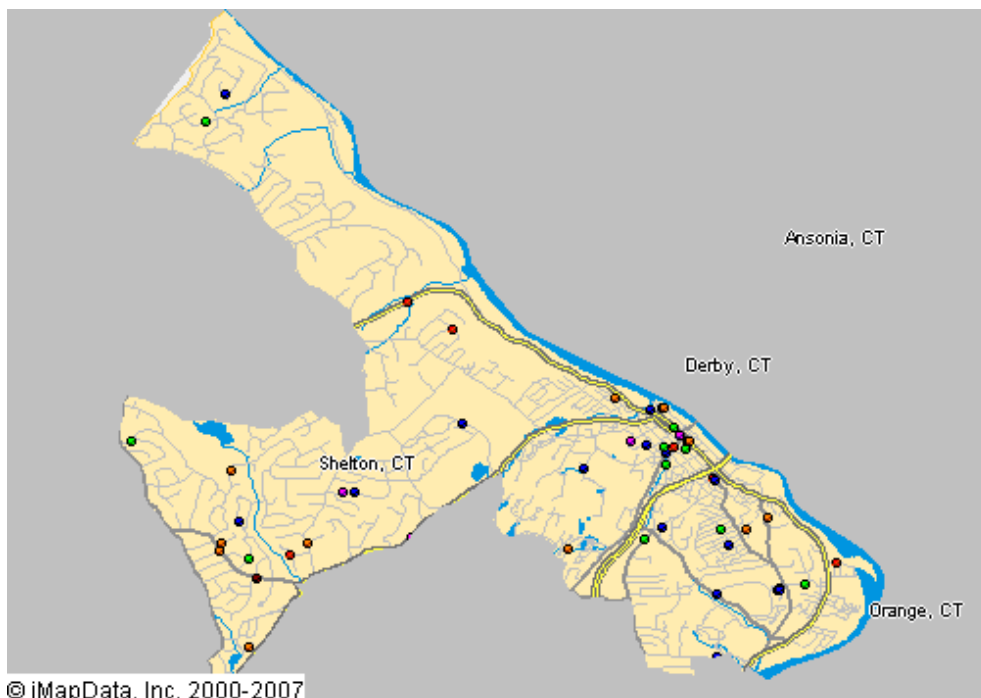 Ansonia, CT
Derby, CT
Shelton, CT
Orange, CT
© iMapData, Inc. 2000-2007